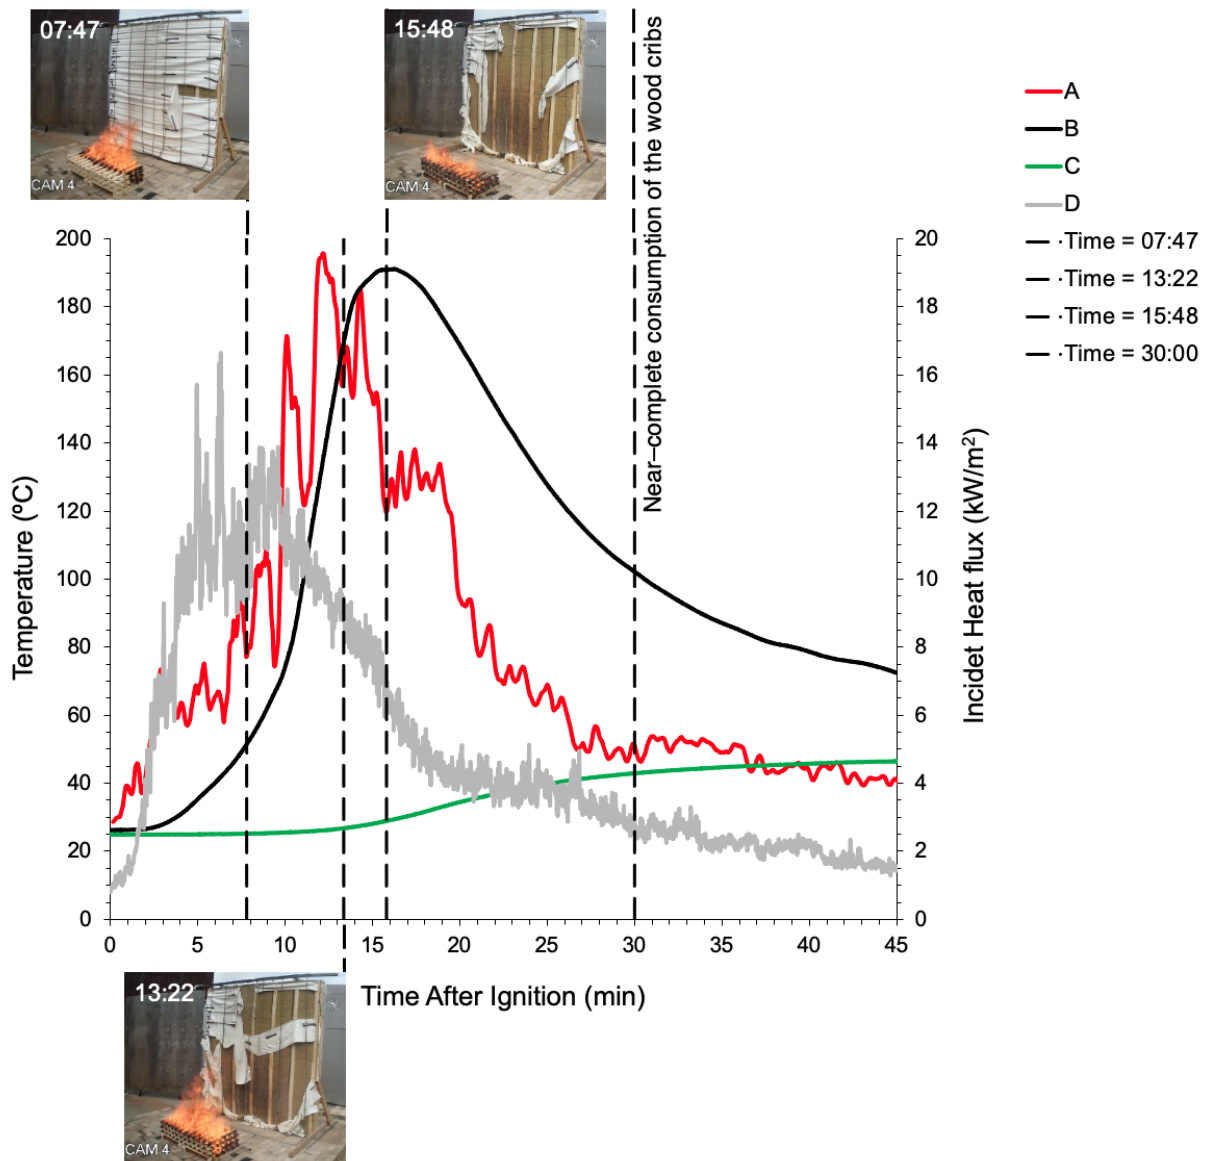 07:47
CAM 4
15:48
CAM 4
Near–complete consumption of the wood cribs
A
B
C
D
Time = 07:47
Time = 13:22
Time = 15:48
Time = 30:00
Temperature (ºC)
200
180
160
140
120
100
80
60
40
20
0
Incidet Heat flux (kW/m²)
20
18
16
14
12
10
8
6
4
2
0
0 5 10 15 20 25 30 35 40 45
Time After Ignition (min)
13:22
CAM 4